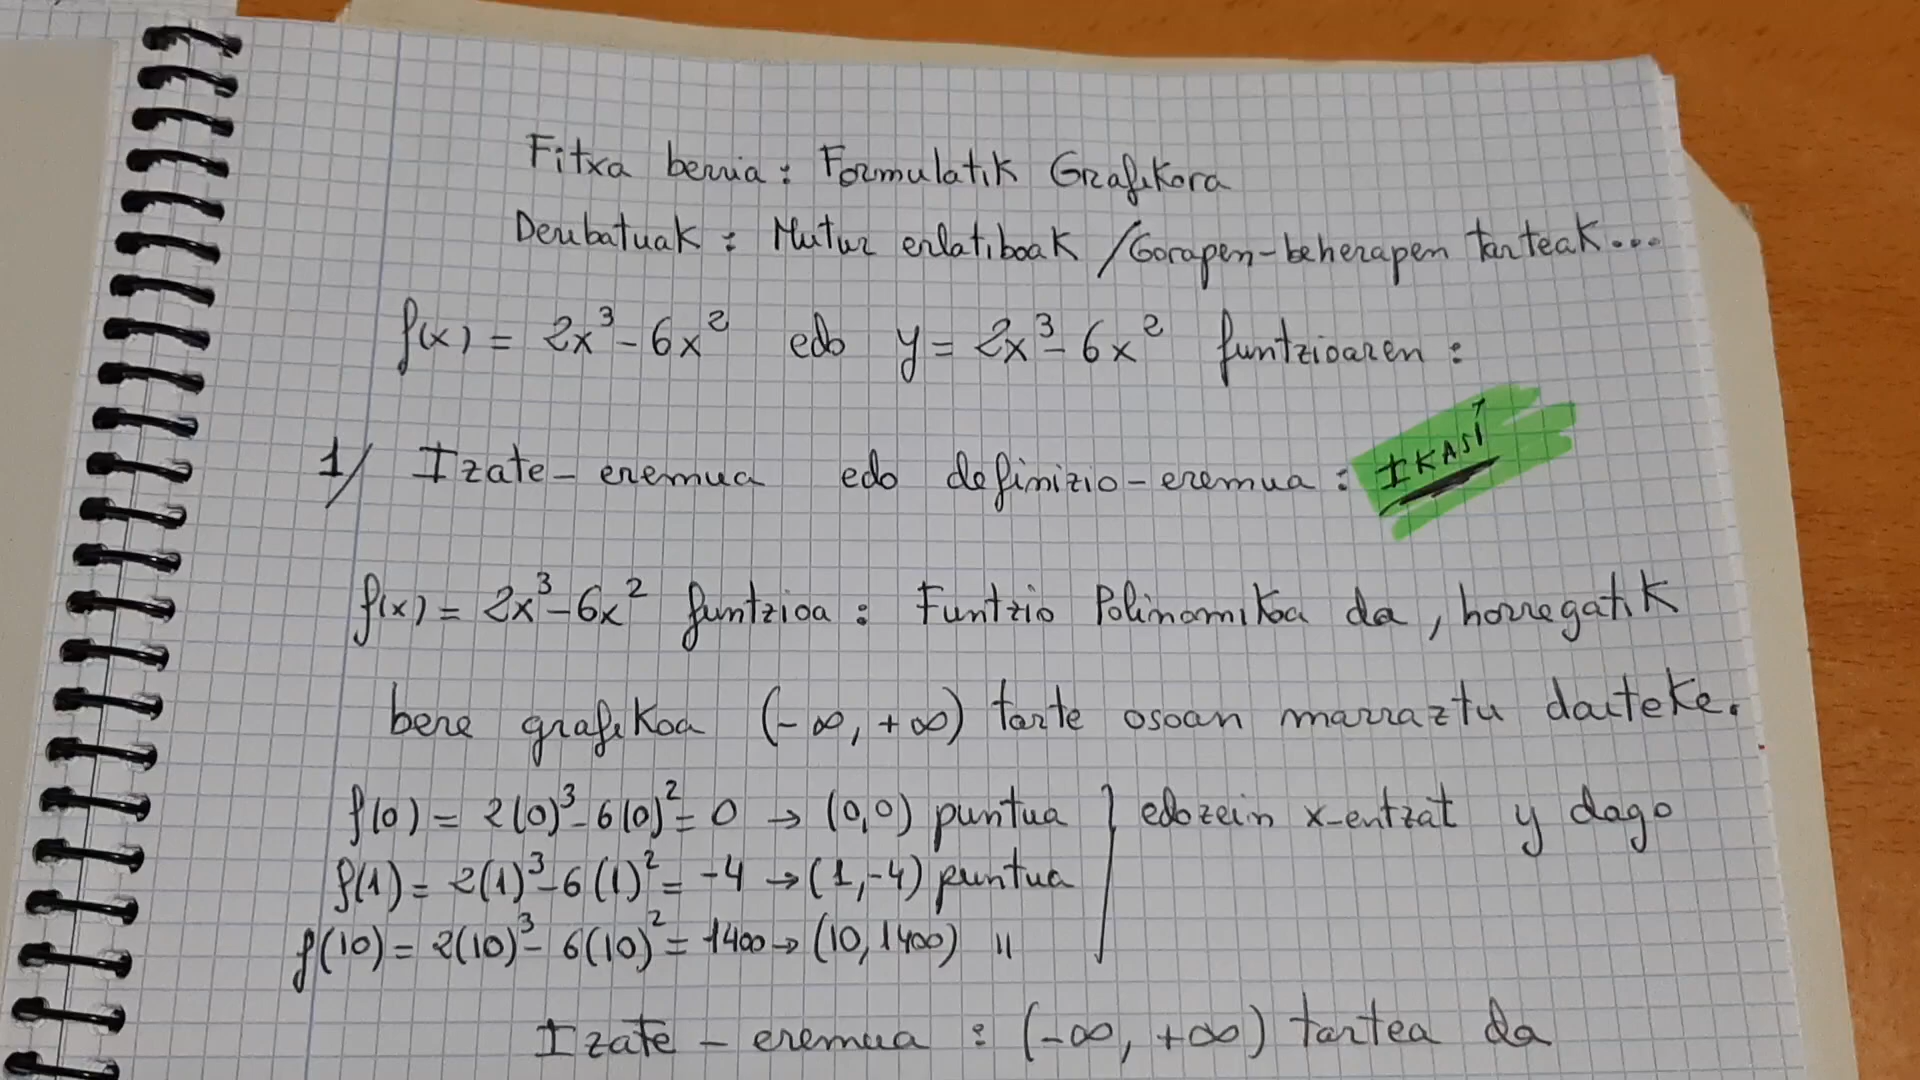 Fitxa berria: Formulatik Grafikora
Deribatuak: Mutur erlatiboak /Gorapen-beherapen tarteak...
f(x) = 2x³-6x² edo y = 2x³-6x² funtzioaren:
1/ Izate-eremua edo definizio-eremua: IKASI
f(x) = 2x³-6x² funtzioa: Funtzio Polinomikoa da, horregatik
bere grafikoa (-∞, +∞) tarte osoan marraztu daiteke.
f(0) = 2(0)³-6(0)² = 0 → (0,0) puntua } edozein x-entzat y dago
f(1) = 2(1)³-6(1)² = -4 → (1,-4) puntua
f(10) = 2(10)³-6(10)² = 1400 → (10,1400) "
Izate-eremua: (-∞, +∞) tartea da